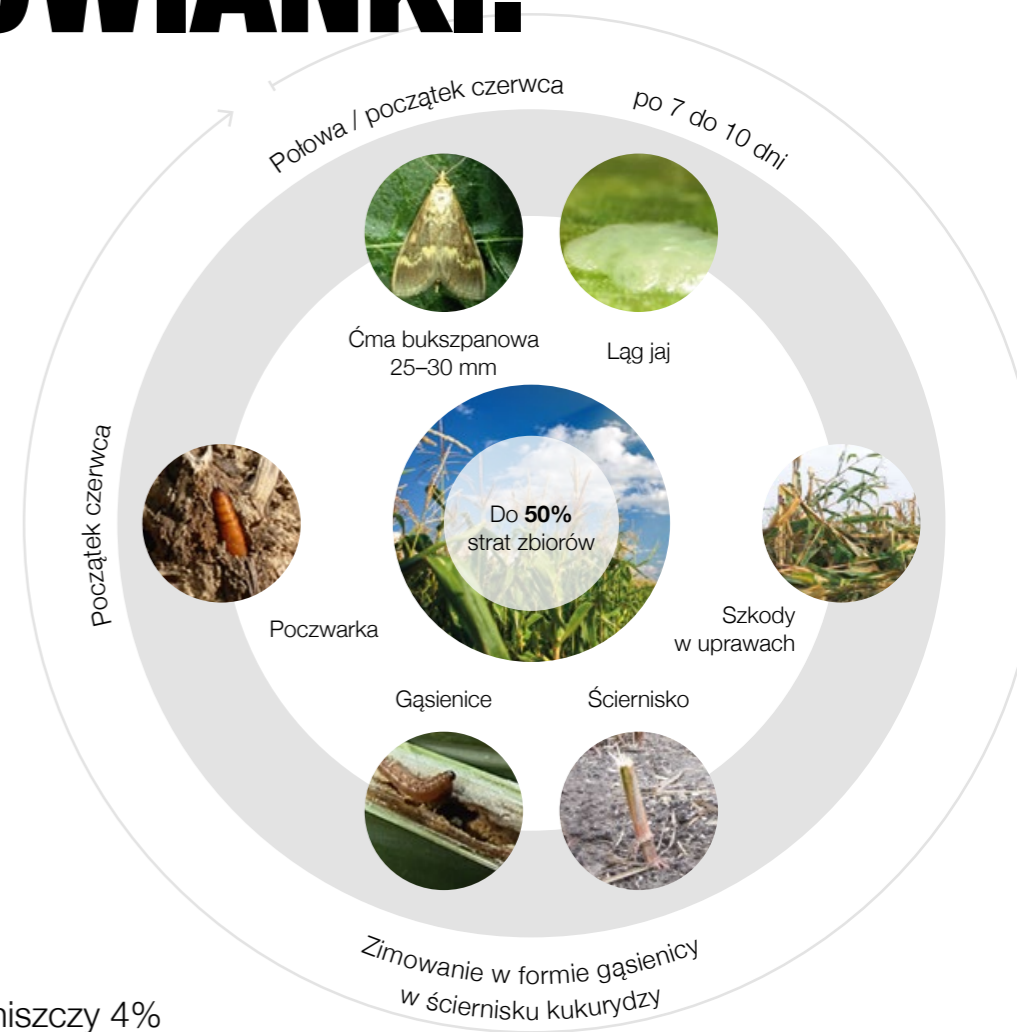 Połowa / początek czerwca
po 7 do 10 dni
Ćma bukszpanowa
25–30 mm
Ląg jaj
Początek czerwca
Do 50%
strat zbiorów
Poczwarka
Szkody
w uprawach
Gąsienice
Ściernisko
Zimowanie w formie gąsienicy
w ściernisku kukurydzy
niszczy 4%